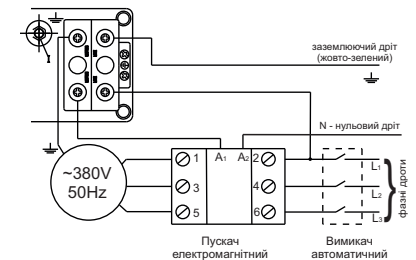 заземлюючий дріт
(жовто-зелений)
N - нульовий дріт
A1 A2
1 2
3 4
5 6
L1
L2
L3
фазні дроти
~380V
50Hz
Пускач
електромагнітний
Вимикач
автоматичний